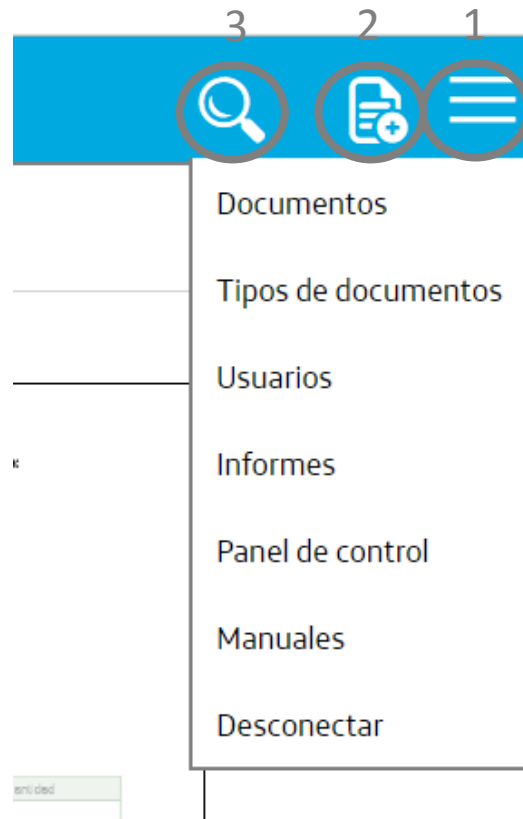 3 2 1
Documentos
Tipos de documentos
Usuarios
Informes
Panel de control
Manuales
Desconectar